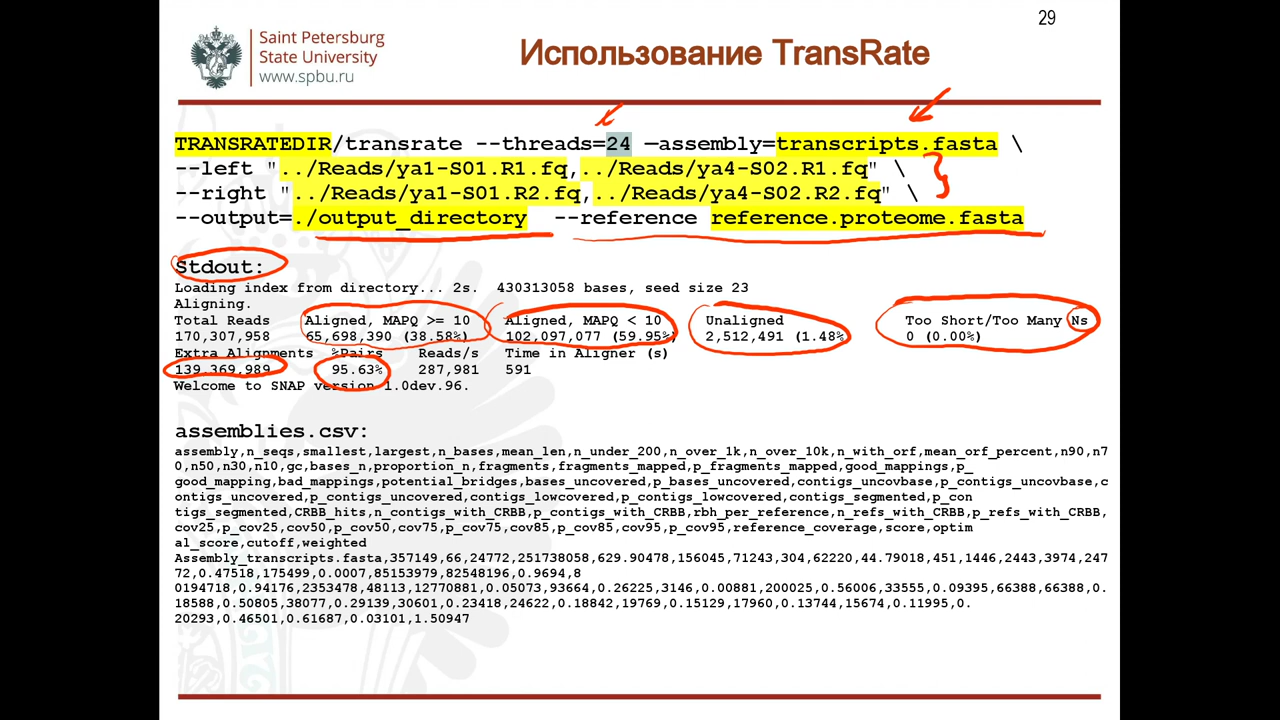 29
Saint Petersburg
State University
www.spbu.ru
Использование TransRate
TRANSRATEDIR/transrate --threads=24 —assembly=transcripts.fasta \
--left "../Reads/ya1-S01.R1.fq,../Reads/ya4-S02.R1.fq" \
--right "../Reads/ya1-S01.R2.fq,../Reads/ya4-S02.R2.fq" \
--output=./output_directory --reference reference.proteome.fasta
Stdout:
Loading index from directory... 2s. 430313058 bases, seed size 23
Aligning.
Total Reads Aligned, MAPQ >= 10 Aligned, MAPQ < 10 Unaligned Too Short/Too Many Ns
170,307,958 65,698,390 (38.58%) 102,097,077 (59.95%) 2,512,491 (1.48% 0 (0.00%)
Extra Alignments %Pairs Reads/s Time in Aligner (s)
139,369,989 95.63% 287,981 591
Welcome to SNAP version 1.0dev.96.
assemblies.csv:
assembly,n_seqs,smallest,largest,n_bases,mean_len,n_under_200,n_over_1k,n_over_10k,n_with_orf,mean_orf_percent,n90,n7
0,n50,n30,n10,gc,bases_n,proportion_n,fragments,fragments_mapped,p_fragments_mapped,good_mappings,p_
good_mapping,bad_mappings,potential_bridges,bases_uncovered,p_bases_uncovered,contigs_uncovbase,p_contigs_uncovbase,c
ontigs_uncovered,p_contigs_uncovered,contigs_lowcovered,p_contigs_lowcovered,contigs_segmented,p_con
tigs_segmented,CRBB_hits,n_contigs_with_CRBB,p_contigs_with_CRBB,rbh_per_reference,n_refs_with_CRBB,p_refs_with_CRBB,
cov25,p_cov25,cov50,p_cov50,cov75,p_cov75,cov85,p_cov85,cov95,p_cov95,reference_coverage,score,optim
al_score,cutoff,weighted
Assembly_transcripts.fasta,357149,66,24772,251738058,629.90478,156045,71243,304,62220,44.79018,451,1446,2443,3974,247
72,0.47518,175499,0.0007,85153979,82548196,0.9694,8
0194718,0.94176,2353478,48113,12770881,0.05073,93664,0.26225,3146,0.00881,200025,0.56006,33555,0.09395,66388,66388,0.
18588,0.50805,38077,0.29139,30601,0.23418,24622,0.18842,19769,0.15129,17960,0.13744,15674,0.11995,0.
20293,0.46501,0.61687,0.03101,1.50947